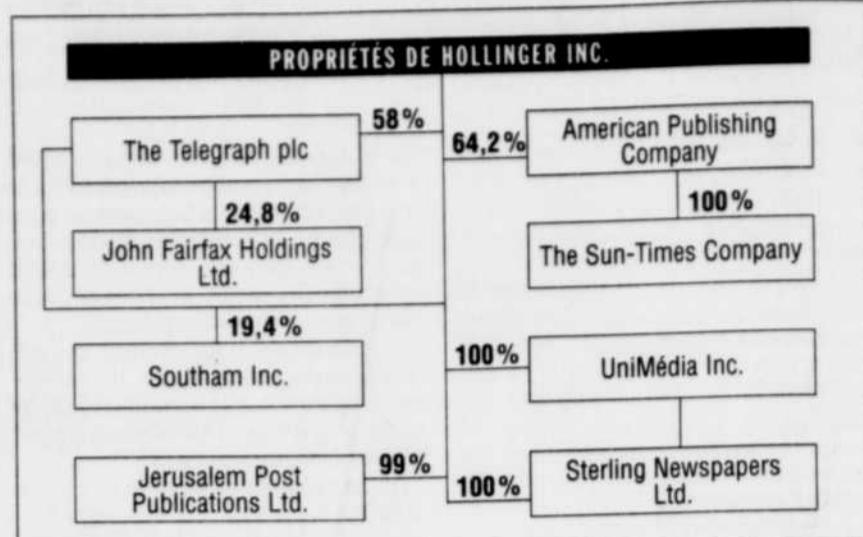 PROPRIÉTÉS DE HOLLINGER INC.
The Telegraph plc
58%
64,2%
American Publishing
Company
24,8%
100%
John Fairfax Holdings
Ltd.
The Sun-Times Company
19,4%
Southam Inc.
100%
UniMédia Inc.
Jerusalem Post
Publications Ltd.
99%
100%
Sterling Newspapers
Ltd.